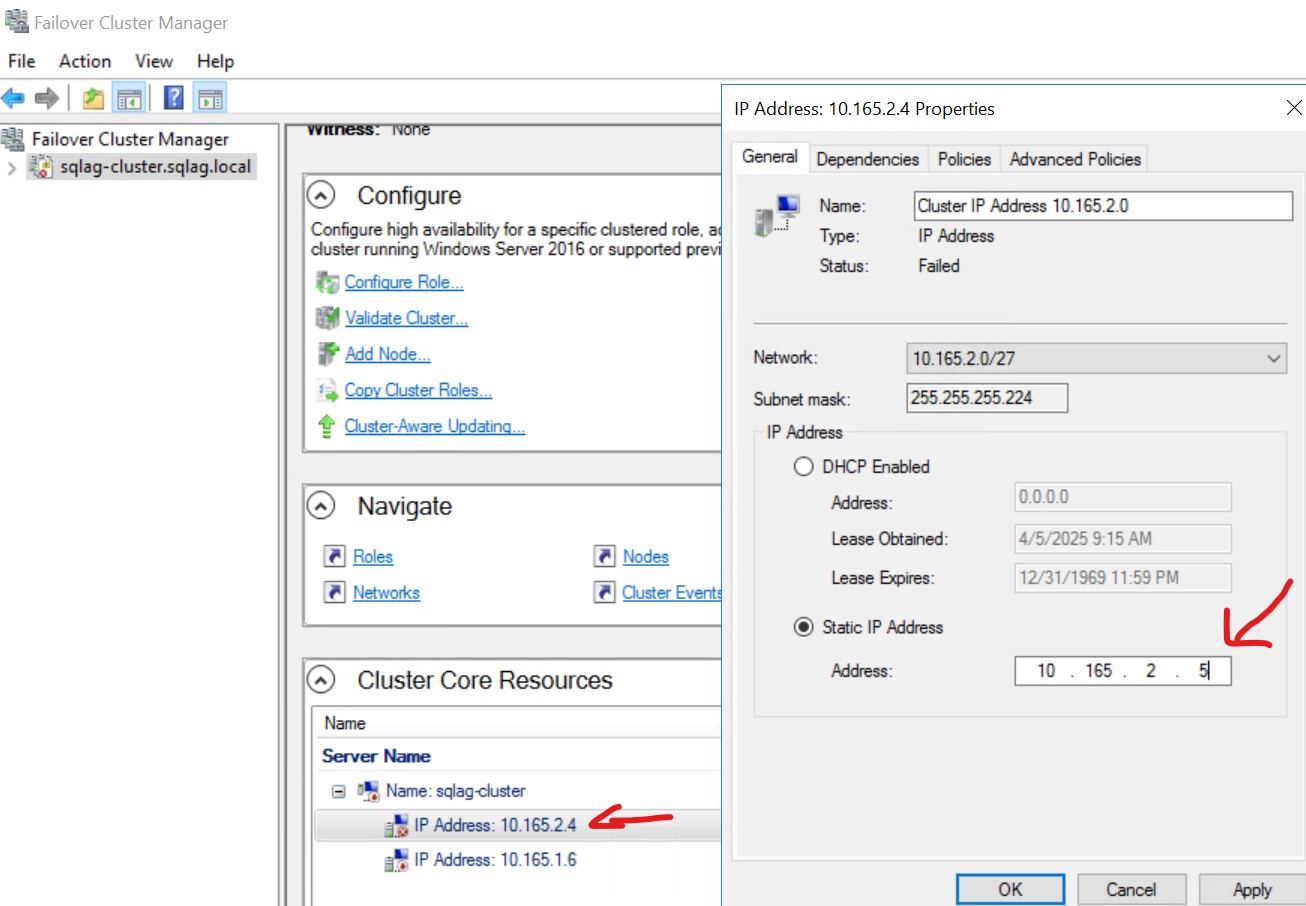 Failover Cluster Manager
File Action View Help
Failover Cluster Manager
sqlag-cluster.sqlag.local
Witness: None
Configure
Configure high availability for a specific clustered role, ac
cluster running Windows Server 2016 or supported previ
Configure Role...
Validate Cluster...
Add Node...
Copy Cluster Roles...
Cluster-Aware Updating...
Navigate
Roles Nodes
Networks Cluster Events
Cluster Core Resources
Name
Server Name
Name: sqlag-cluster
IP Address: 10.165.2.4
IP Address: 10.165.1.6
IP Address: 10.165.2.4 Properties
General Dependencies Policies Advanced Policies
Name: Cluster IP Address 10.165.2.0
Type: IP Address
Status: Failed
Network: 10.165.2.0/27
Subnet mask: 255.255.255.224
IP Address
DHCP Enabled
Address: 0.0.0.0
Lease Obtained: 4/5/2025 9:15 AM
Lease Expires: 12/31/1969 11:59 PM
Static IP Address
Address: 10 . 165 . 2 . 5
OK Cancel Apply